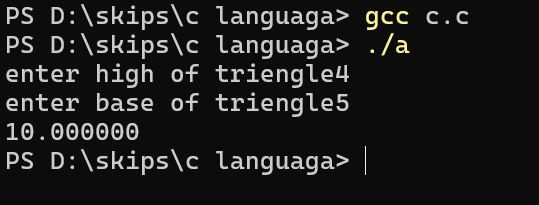 PS D:\skips\c languaga> gcc c.c
PS D:\skips\c languaga> ./a
enter high of triengle4
enter base of triengle5
10.000000
PS D:\skips\c languaga>